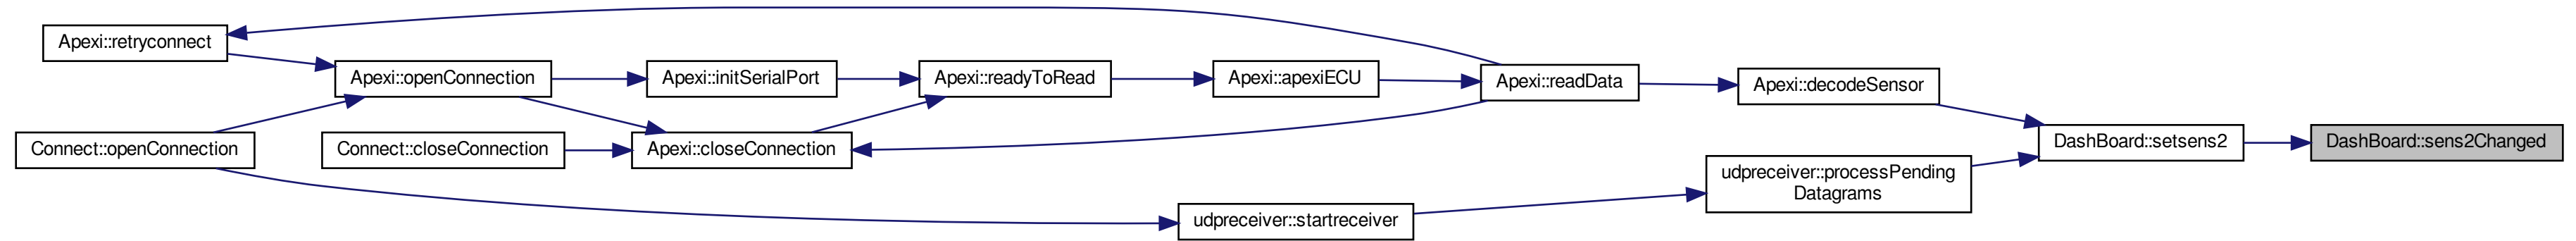 Apexi::retryconnect
Apexi::openConnection
Apexi::initSerialPort
Apexi::readyToRead
Apexi::apexiECU
Apexi::readData
Apexi::decodeSensor
Connect::openConnection
Connect::closeConnection
Apexi::closeConnection
DashBoard::setsens2
DashBoard::sens2Changed
udpreceiver::processPending
Datagrams
udpreceiver::startreceiver